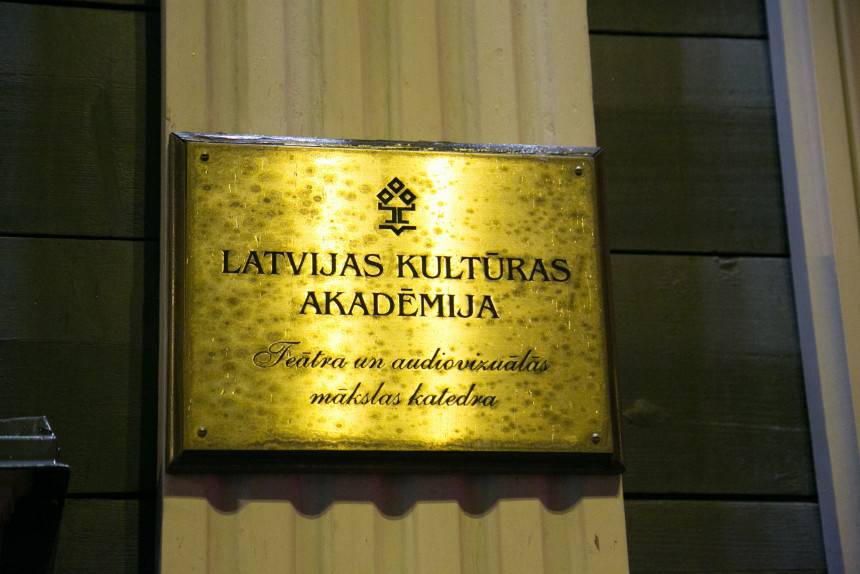 LATVIJAS KULTŪRAS
AKADĒMIJA
Teātra un audiovizuālās
mākslas katedra